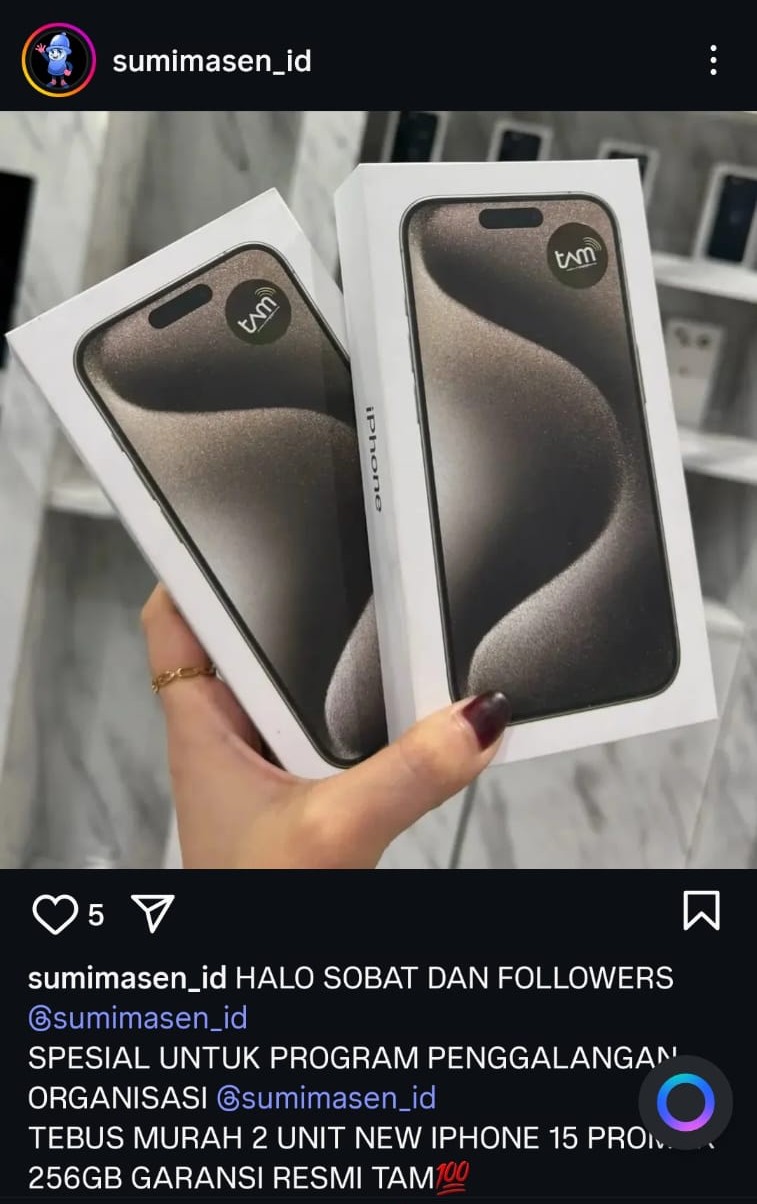 sumimasen_id
tam
tam
iPhone
5
sumimasen_id HALO SOBAT DAN FOLLOWERS
@sumimasen_id
SPESIAL UNTUK PROGRAM PENGGALANGAN
ORGANISASI @sumimasen_id
TEBUS MURAH 2 UNIT NEW IPHONE 15
256GB GARANSI RESMI TAM💯